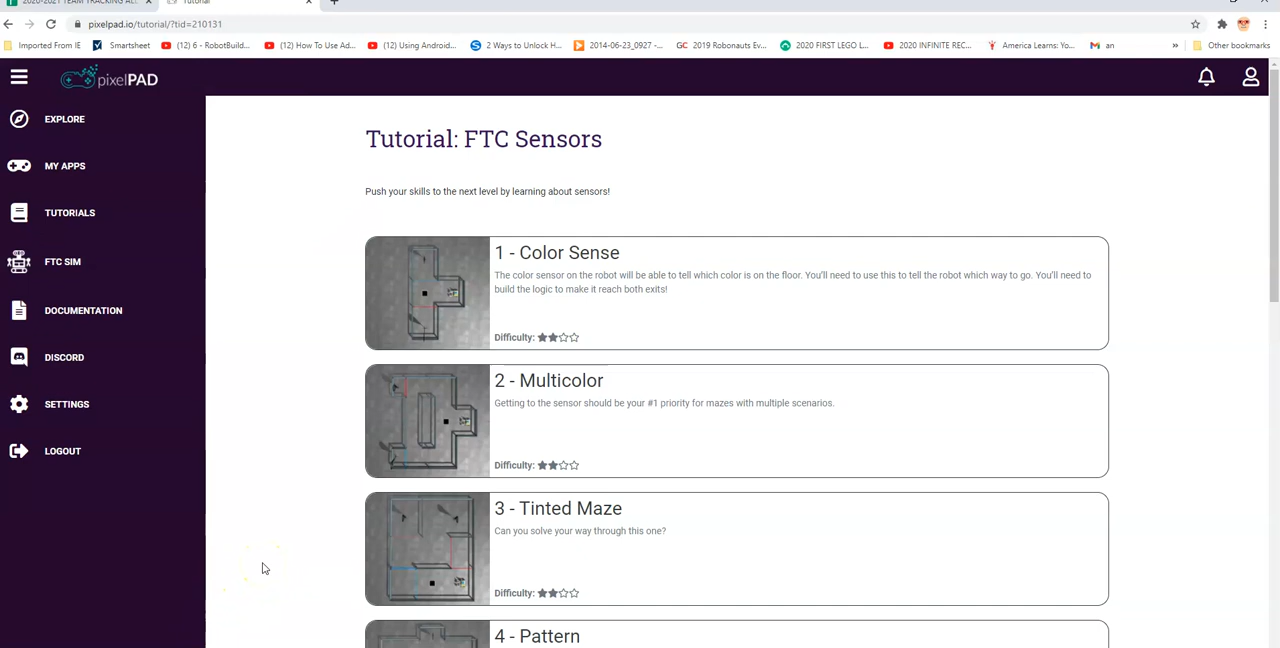 2020-2021 TEAM TRACKING AL
Tutorial
pixelpad.io/tutorial/?tid=210131
Imported From IE
Smartsheet
(12) 6 - RobotBuild...
(12) How To Use Ad...
(12) Using Android...
2 Ways to Unlock H...
2014-06-23_0927 -...
2019 Robonauts Ev...
2020 FIRST LEGO L...
2020 INFINITE REC...
America Learns: Yo...
an
»
Other bookmarks
pixelPAD
EXPLORE
MY APPS
TUTORIALS
FTC SIM
DOCUMENTATION
DISCORD
SETTINGS
LOGOUT
Tutorial: FTC Sensors
Push your skills to the next level by learning about sensors!
1 - Color Sense
The color sensor on the robot will be able to tell which color is on the floor. You'll need to use this to tell the robot which way to go. You'll need to
build the logic to make it reach both exits!
Difficulty: ★★☆☆
2 - Multicolor
Getting to the sensor should be your #1 priority for mazes with multiple scenarios.
Difficulty: ★★☆☆
3 - Tinted Maze
Can you solve your way through this one?
Difficulty: ★★☆☆
4 - Pattern